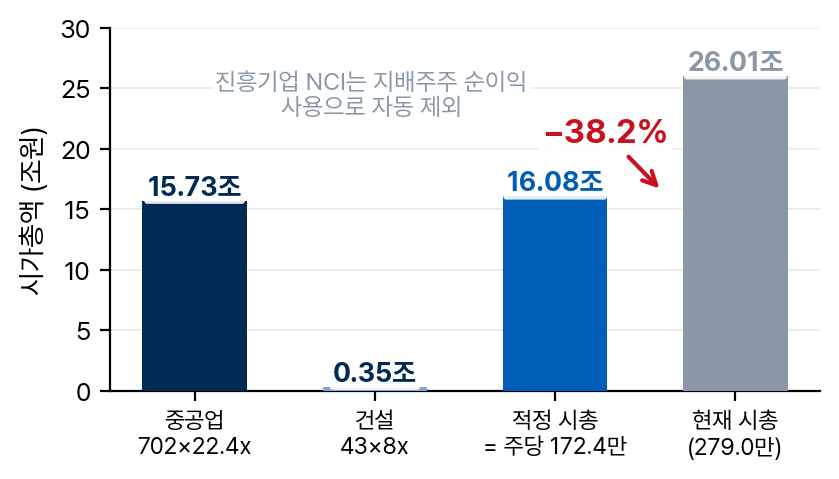 시가총액 (조원)
30
25
20
15
10
5
0
진흥기업 NCI는 지배주주 순이익
사용으로 자동 제외
15.73조
0.35조
16.08조
–38.2%
26.01조
중공업
702×22.4x
건설
43×8x
적정 시총
= 주당 172.4만
현재 시총
(279.0만)